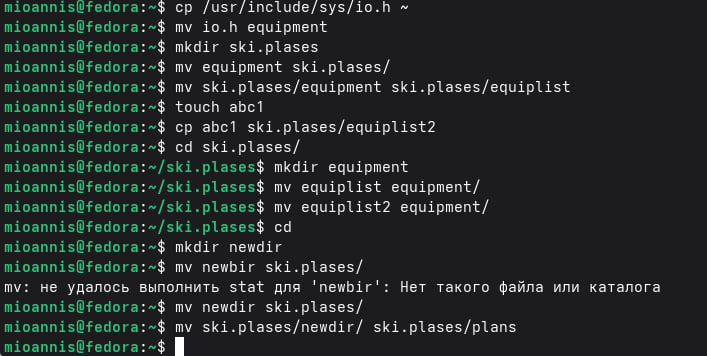 mioannis@fedora:~$ cp /usr/include/sys/io.h ~
mioannis@fedora:~$ mv io.h equipment
mioannis@fedora:~$ mkdir ski.plases
mioannis@fedora:~$ mv equipment ski.plases/
mioannis@fedora:~$ mv ski.plases/equipment ski.plases/equiplist
mioannis@fedora:~$ touch abc1
mioannis@fedora:~$ cp abc1 ski.plases/equiplist2
mioannis@fedora:~$ cd ski.plases/
mioannis@fedora:~/ski.plases$ mkdir equipment
mioannis@fedora:~/ski.plases$ mv equiplist equipment/
mioannis@fedora:~/ski.plases$ mv equiplist2 equipment/
mioannis@fedora:~/ski.plases$ cd
mioannis@fedora:~$ mkdir newdir
mioannis@fedora:~$ mv newbir ski.plases/
mv: не удалось выполнить stat для 'newbir': Нет такого файла или каталога
mioannis@fedora:~$ mv newdir ski.plases/
mioannis@fedora:~$ mv ski.plases/newdir/ ski.plases/plans
mioannis@fedora:~$